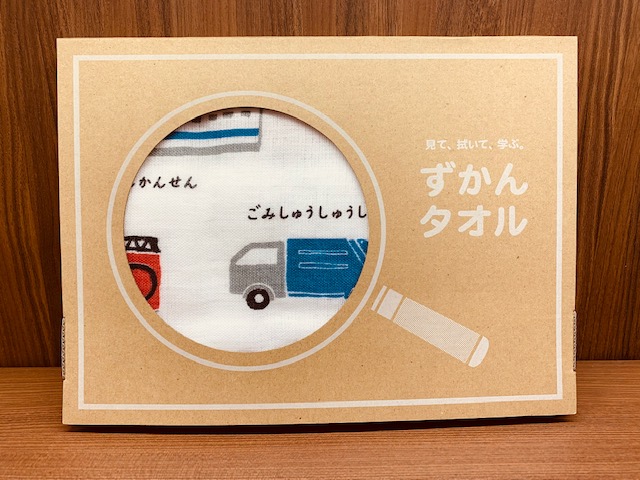 見て、拭いて、学ぶ。
ずかん
タオル
かんせん
ごみしゅうしゅうし